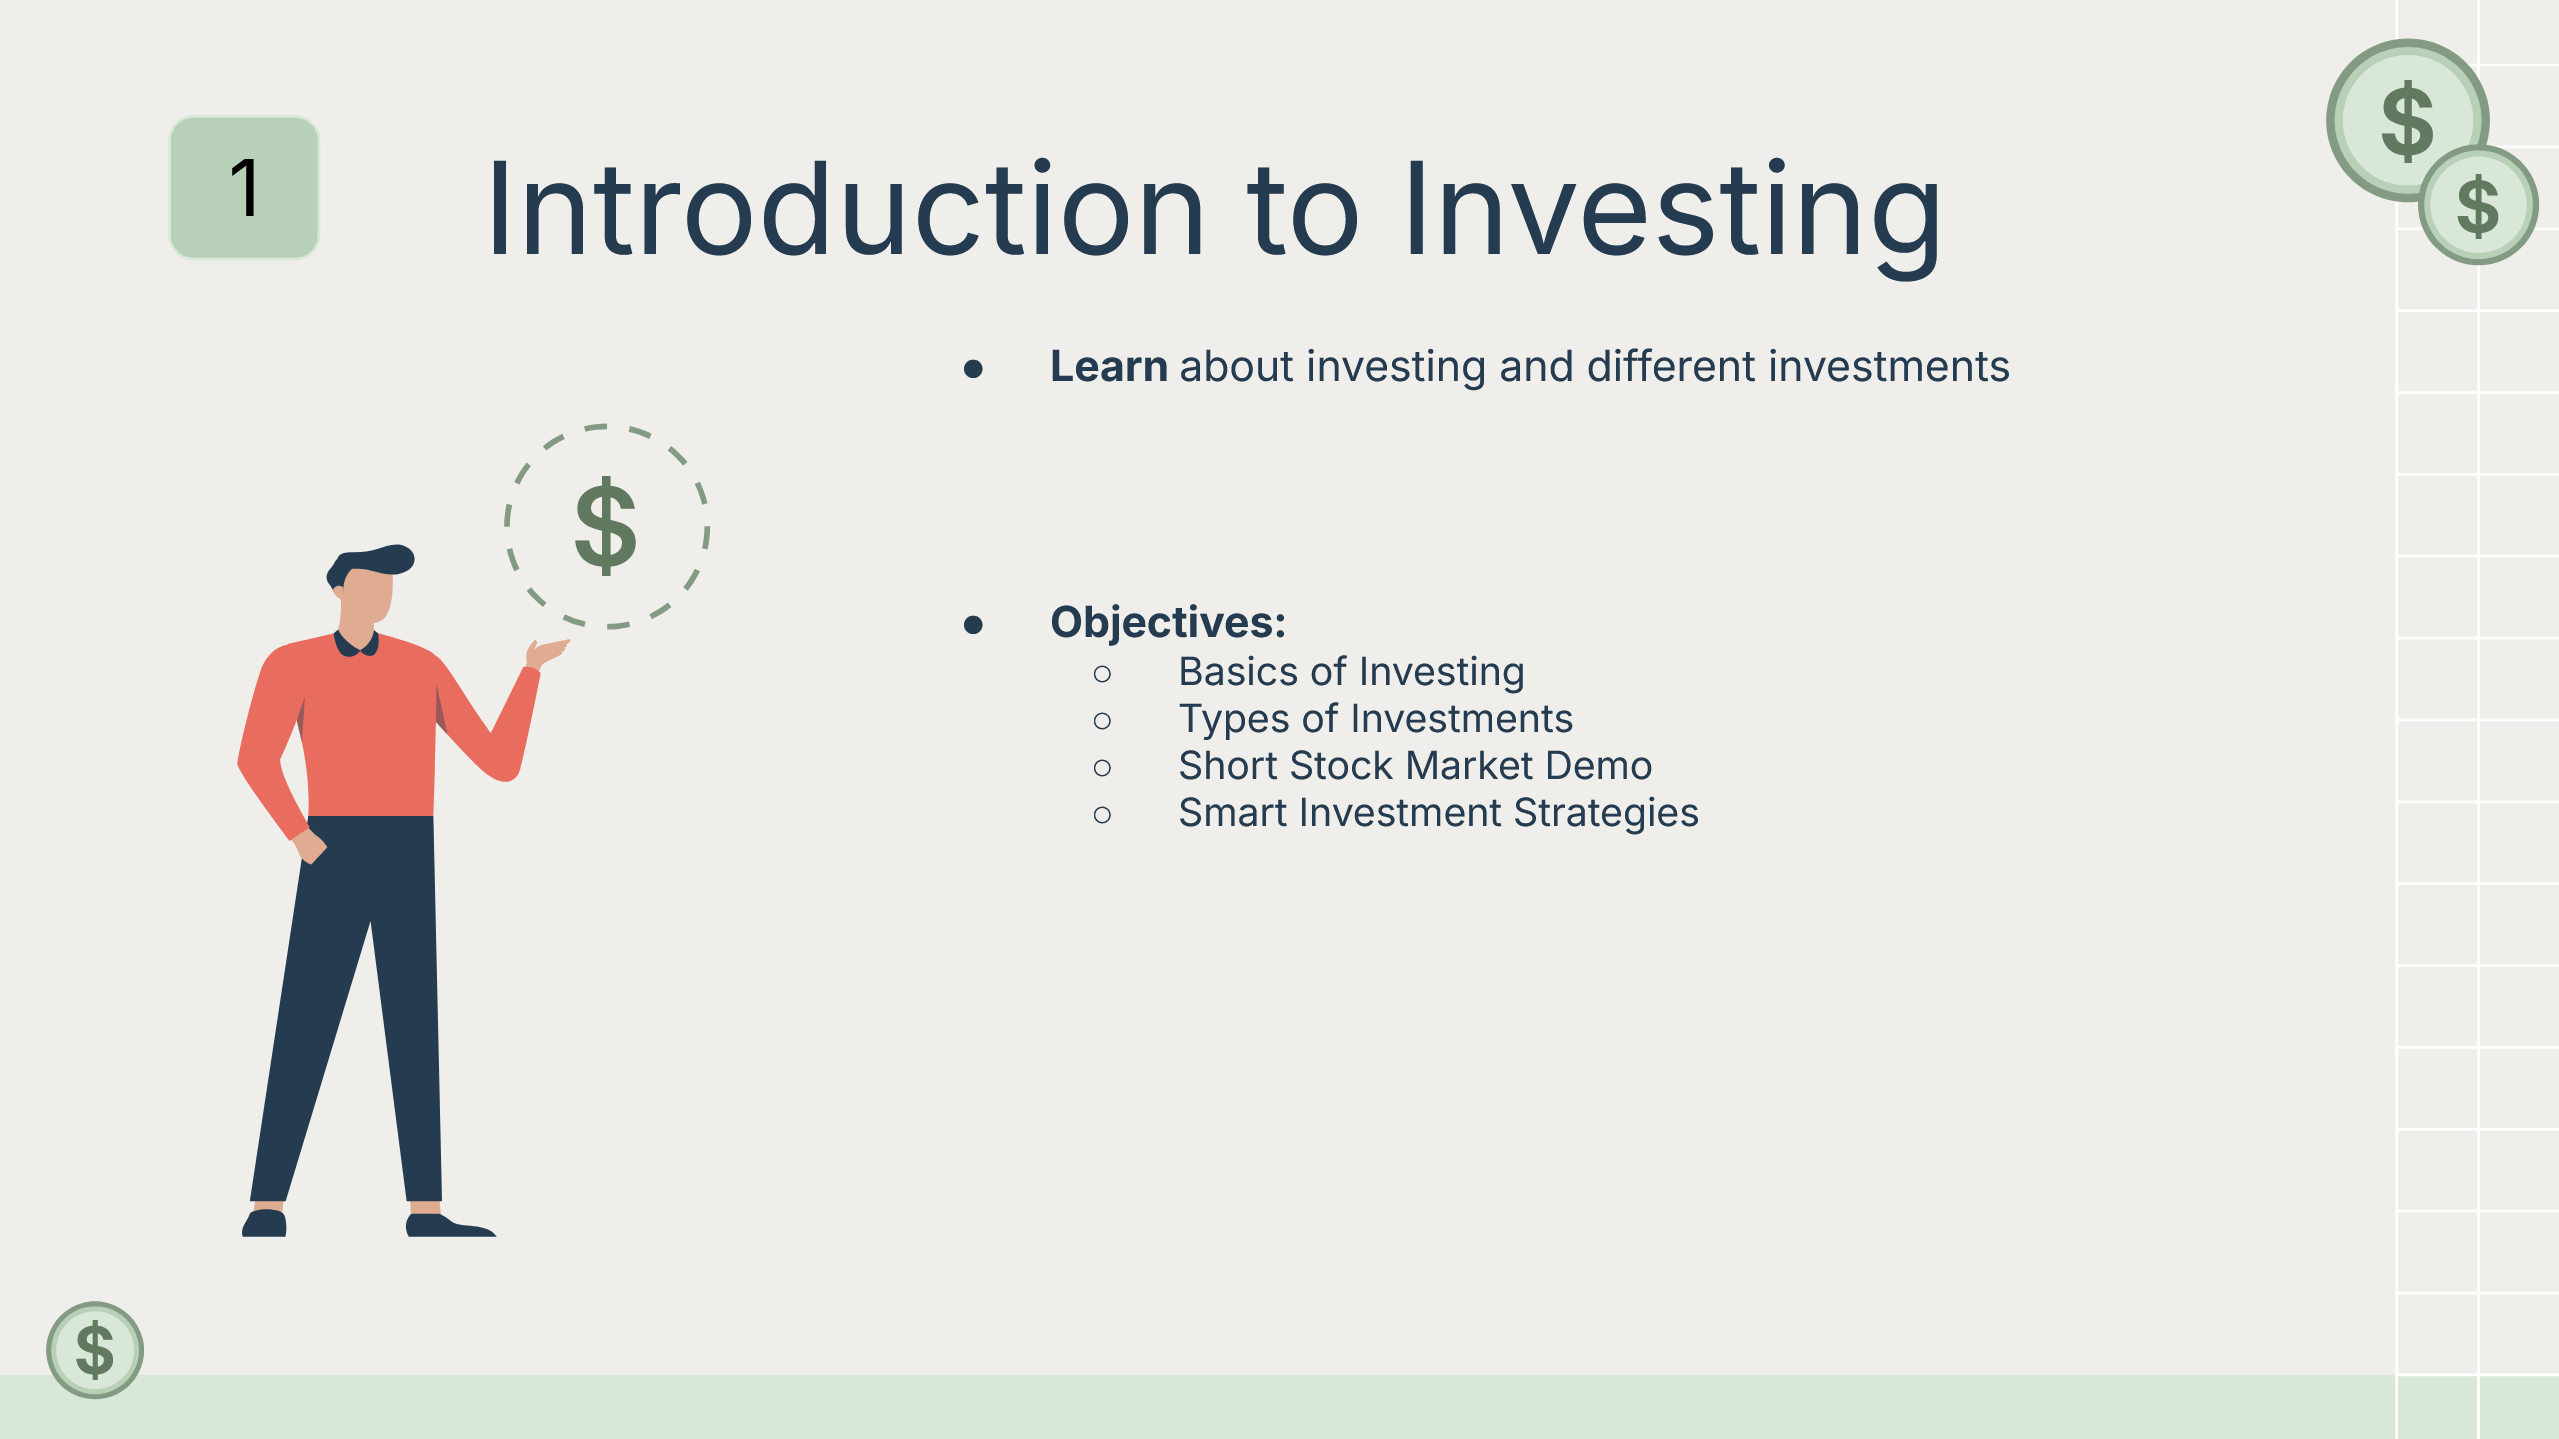 1
Introduction to Investing
$
$
● Learn about investing and different investments
$
● Objectives:
○ Basics of Investing
○ Types of Investments
○ Short Stock Market Demo
○ Smart Investment Strategies
$